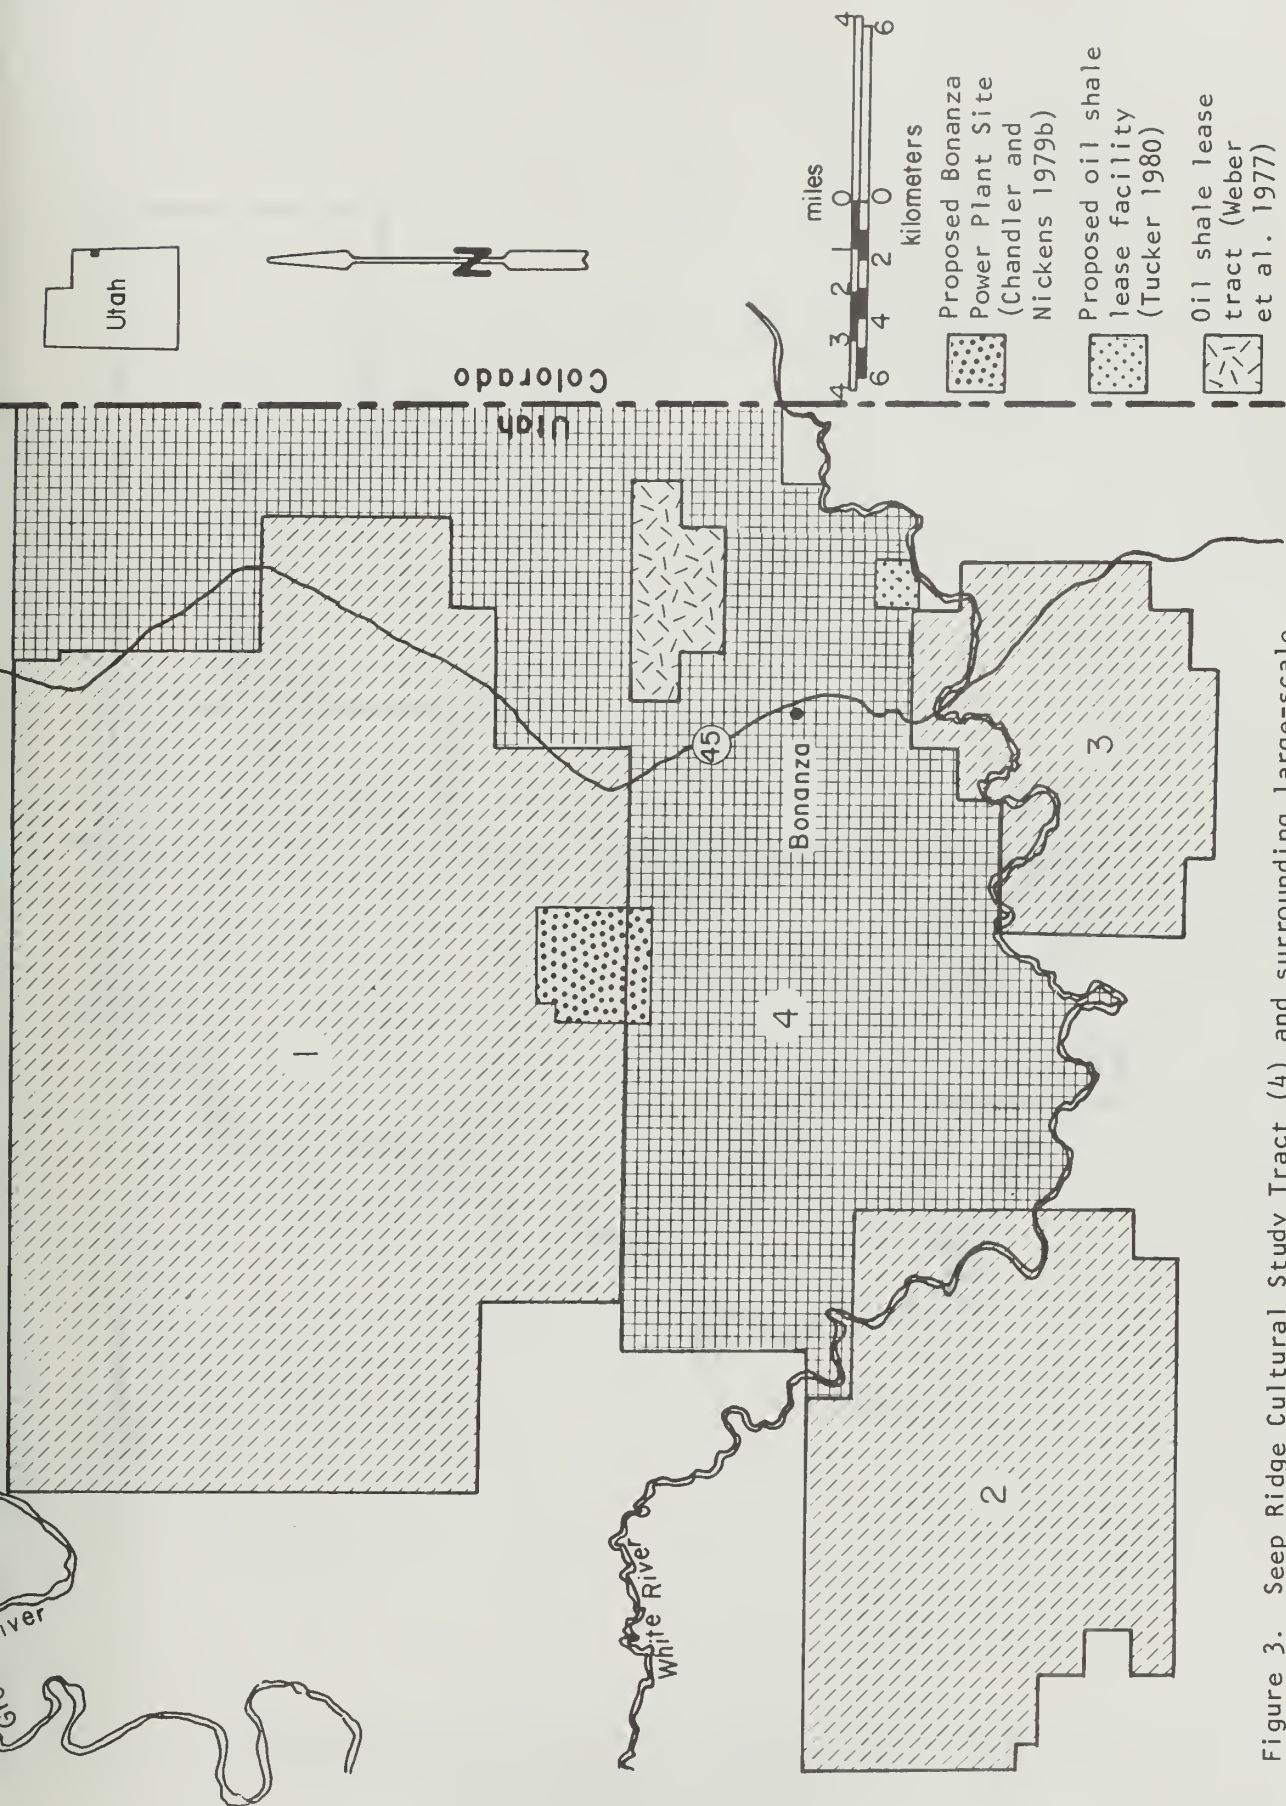 Utah
N
Colorado
Utah
miles
4 3 2 1 0 4
6 4 2 0 6
kilometers
Proposed Bonanza
Power Plant Site
(Chandler and
Nickens 1979b)
Proposed oil shale
lease facility
(Tucker 1980)
Oil shale lease
tract (Weber
et al. 1977)
1
45
Bonanza
4
3
2
White River
Figure 3. Seep Ridge Cultural Study Tract (4) and surrounding large-scale